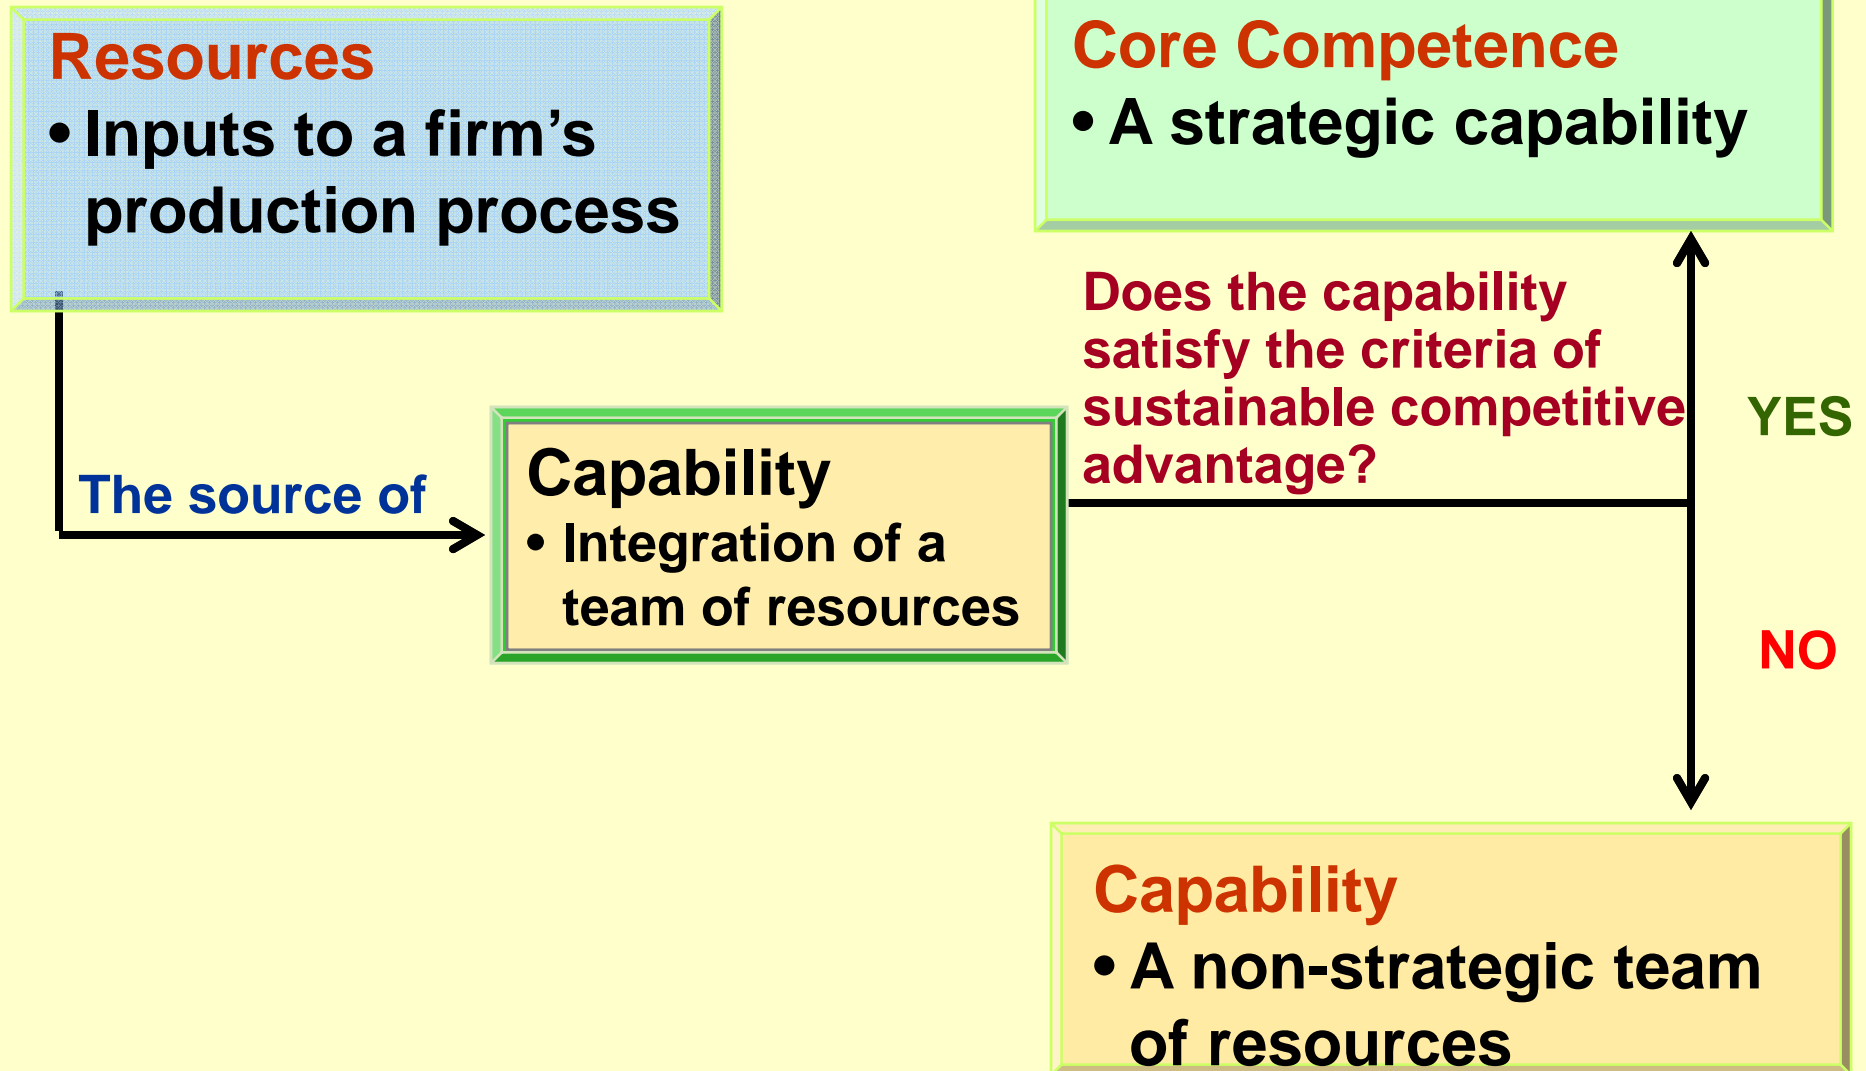 Resources
• Inputs to a firm’s
production process
Core Competence
• A strategic capability
Does the capability
satisfy the criteria of
sustainable competitive
advantage?
YES
The source of
Capability
• Integration of a
team of resources
NO
Capability
• A non-strategic team
of resources